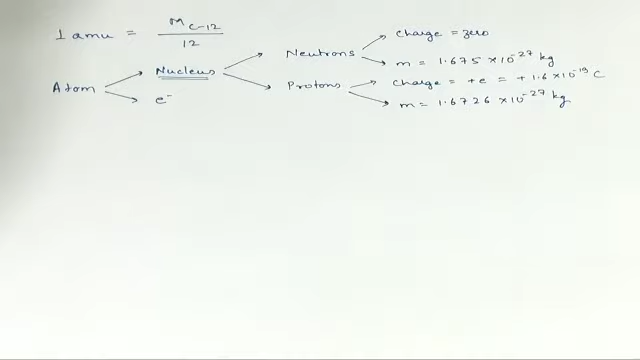 1 amu = M C-12 / 12
Atom
Nucleus
e⁻
Neutrons
charge = zero
m = 1.675 × 10⁻²⁷ kg
Protons
charge = +e = + 1.6 × 10⁻¹⁹ C
m = 1.6726 × 10⁻²⁷ kg